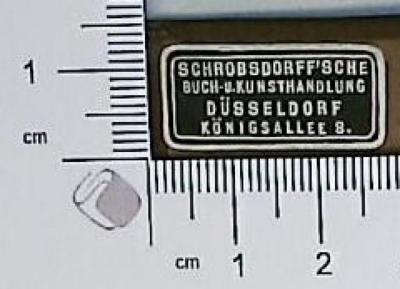 SCHROBSDORFF'SCHE
BUCH-U.KUNSTHANDLUNG
DÜSSELDORF
KÖNIGSALLEE 8.
1
cm
cm
1
2